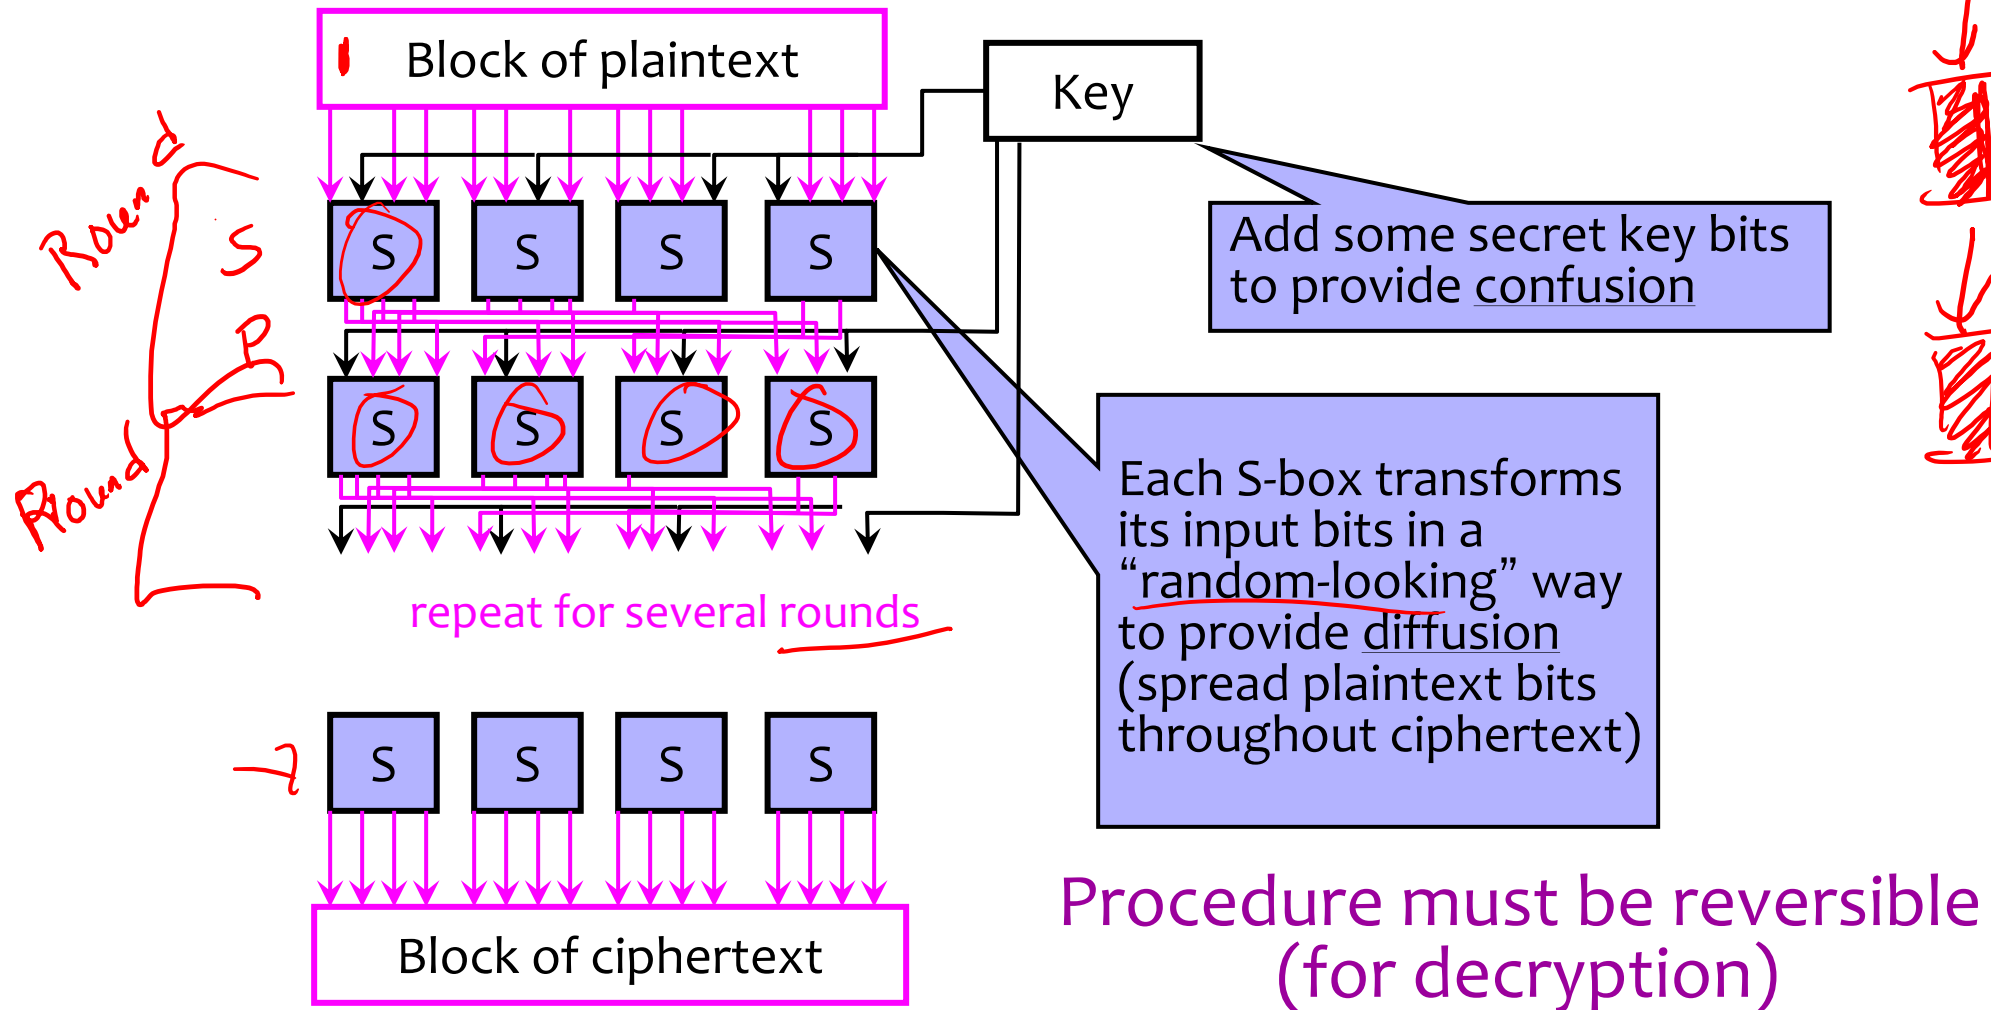 Block of plaintext
Key
Round
S
P
S S S S
Add some secret key bits
to provide confusion
S S S S
Round
Each S-box transforms
its input bits in a
“random-looking” way
to provide diffusion
(spread plaintext bits
throughout ciphertext)
repeat for several rounds
S S S S
Block of ciphertext
Procedure must be reversible
(for decryption)